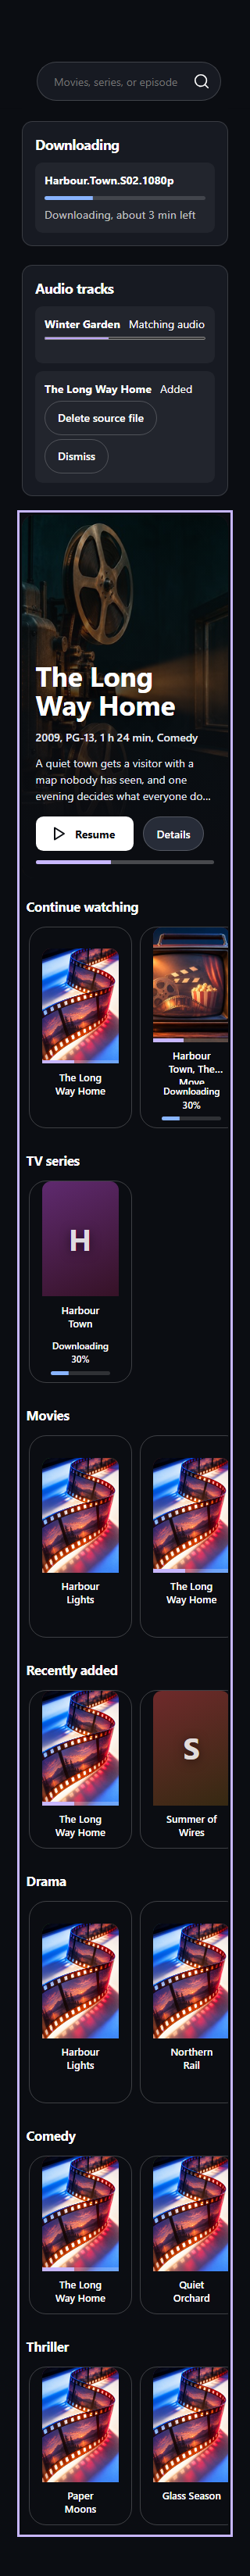 Movies, series, or episode
Downloading
Harbour.Town.S02.1080p
Downloading, about 3 min left
Audio tracks
Winter Garden Matching audio
The Long Way Home Added
Delete source file
Dismiss
The Long
Way Home
2009, PG-13, 1 h 24 min, Comedy
A quiet town gets a visitor with a
map nobody has seen, and one
evening decides what everyone do...
Resume Details
Continue watching
The Long
Way Home
Harbour
Town, The...
Move
Downloading
30%
TV series
H
Harbour
Town
Downloading
30%
Movies
Harbour
Lights
The Long
Way Home
Recently added
The Long
Way Home
S
Summer of
Wires
Drama
Harbour
Lights
Northern
Rail
Comedy
The Long
Way Home
Quiet
Orchard
Thriller
Paper
Moons
Glass Season